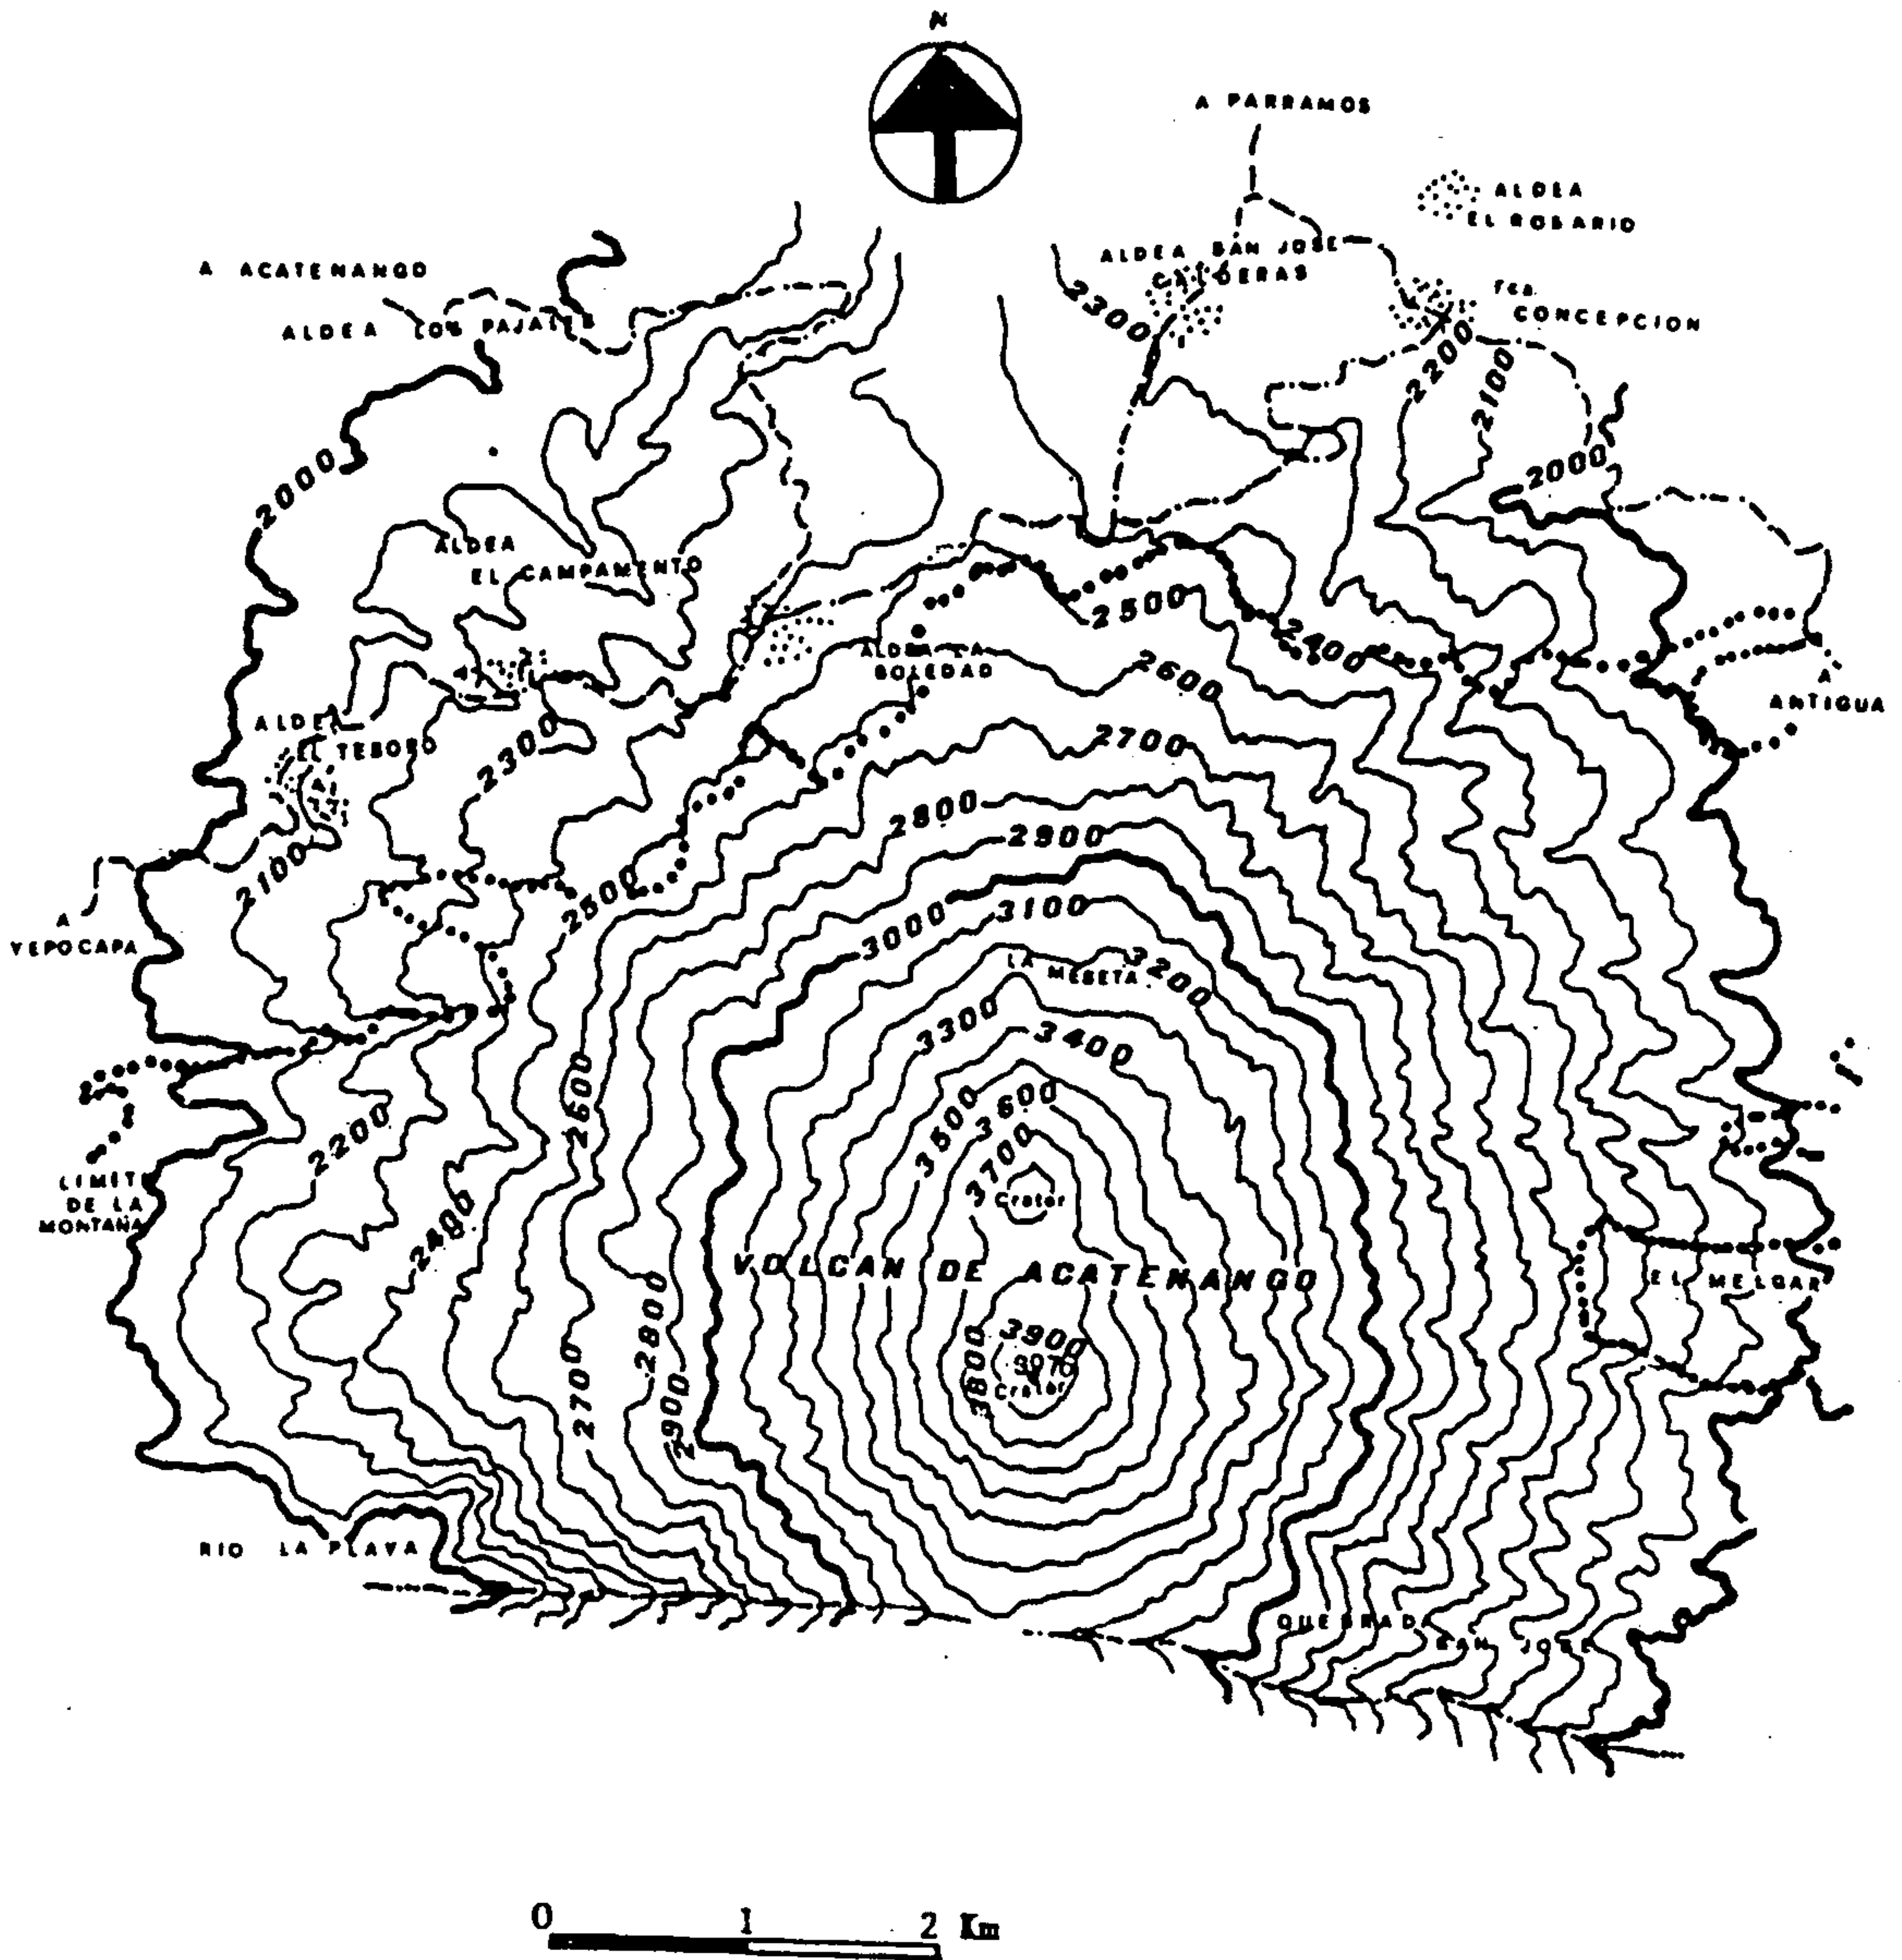 N
A PARRAMOS
ALDEA
EL ROSARIO
A ACATENANGO
ALDEA SAN JOSE
CALDERAS
ALDEA LOS PAJALES
2300
Fca.
CONCEPCION
2200
2100
2000
2000
ALDEA
EL CAMPAMENTO
2500
2400
ALDEA LA
SOLEDAD
2600
A
ANTIGUA
ALDEA
EL TESORO
2300
2700
2800
2900
2100
2500
3000
3100
A
YEPOCAPA
LA MESETA
3200
3300
3400
2600
3500
3600
3700
2200
LIMITE
DE LA
MONTAÑA
Crater
2400
VOLCAN DE ACATENANGO
EL MELGAR
2800
3900
3976
3800
Crater
2700
2900
RIO LA PLAYA
QUEBRADA
SAN JOSE
0 1 2 Km